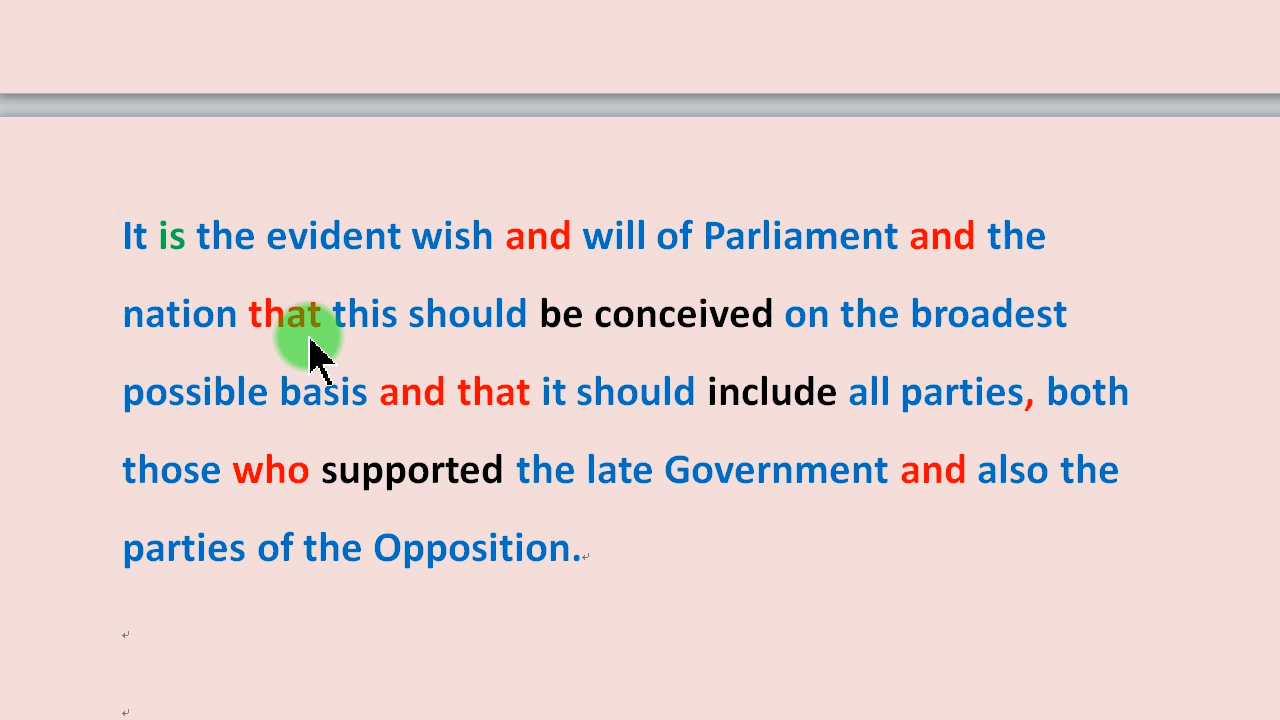 It is the evident wish and will of Parliament and the
nation that this should be conceived on the broadest
possible basis and that it should include all parties, both
those who supported the late Government and also the
parties of the Opposition.